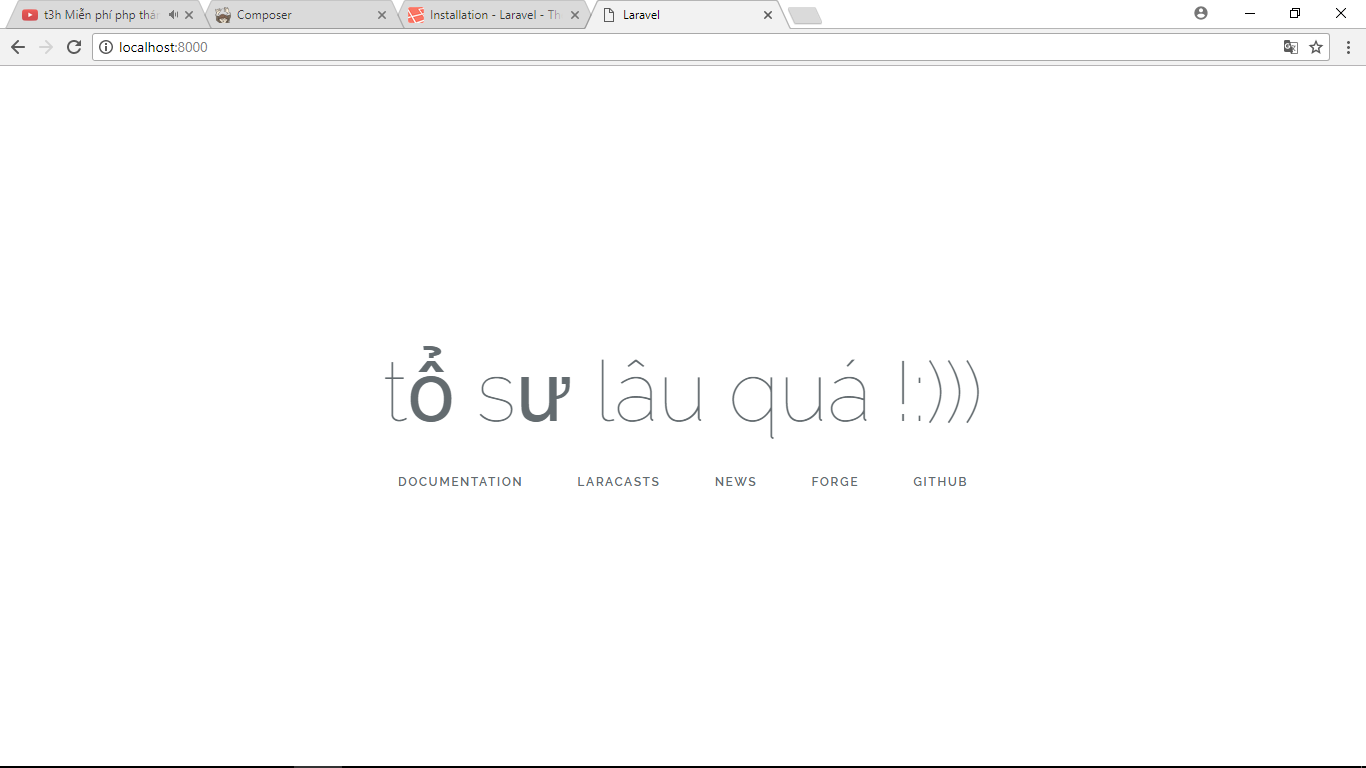 t3h Miễn phí php thá
Composer
Installation - Laravel - Th
Laravel
localhost:8000
tổ sư lâu quá !:)))
DOCUMENTATION LARACASTS NEWS FORGE GITHUB